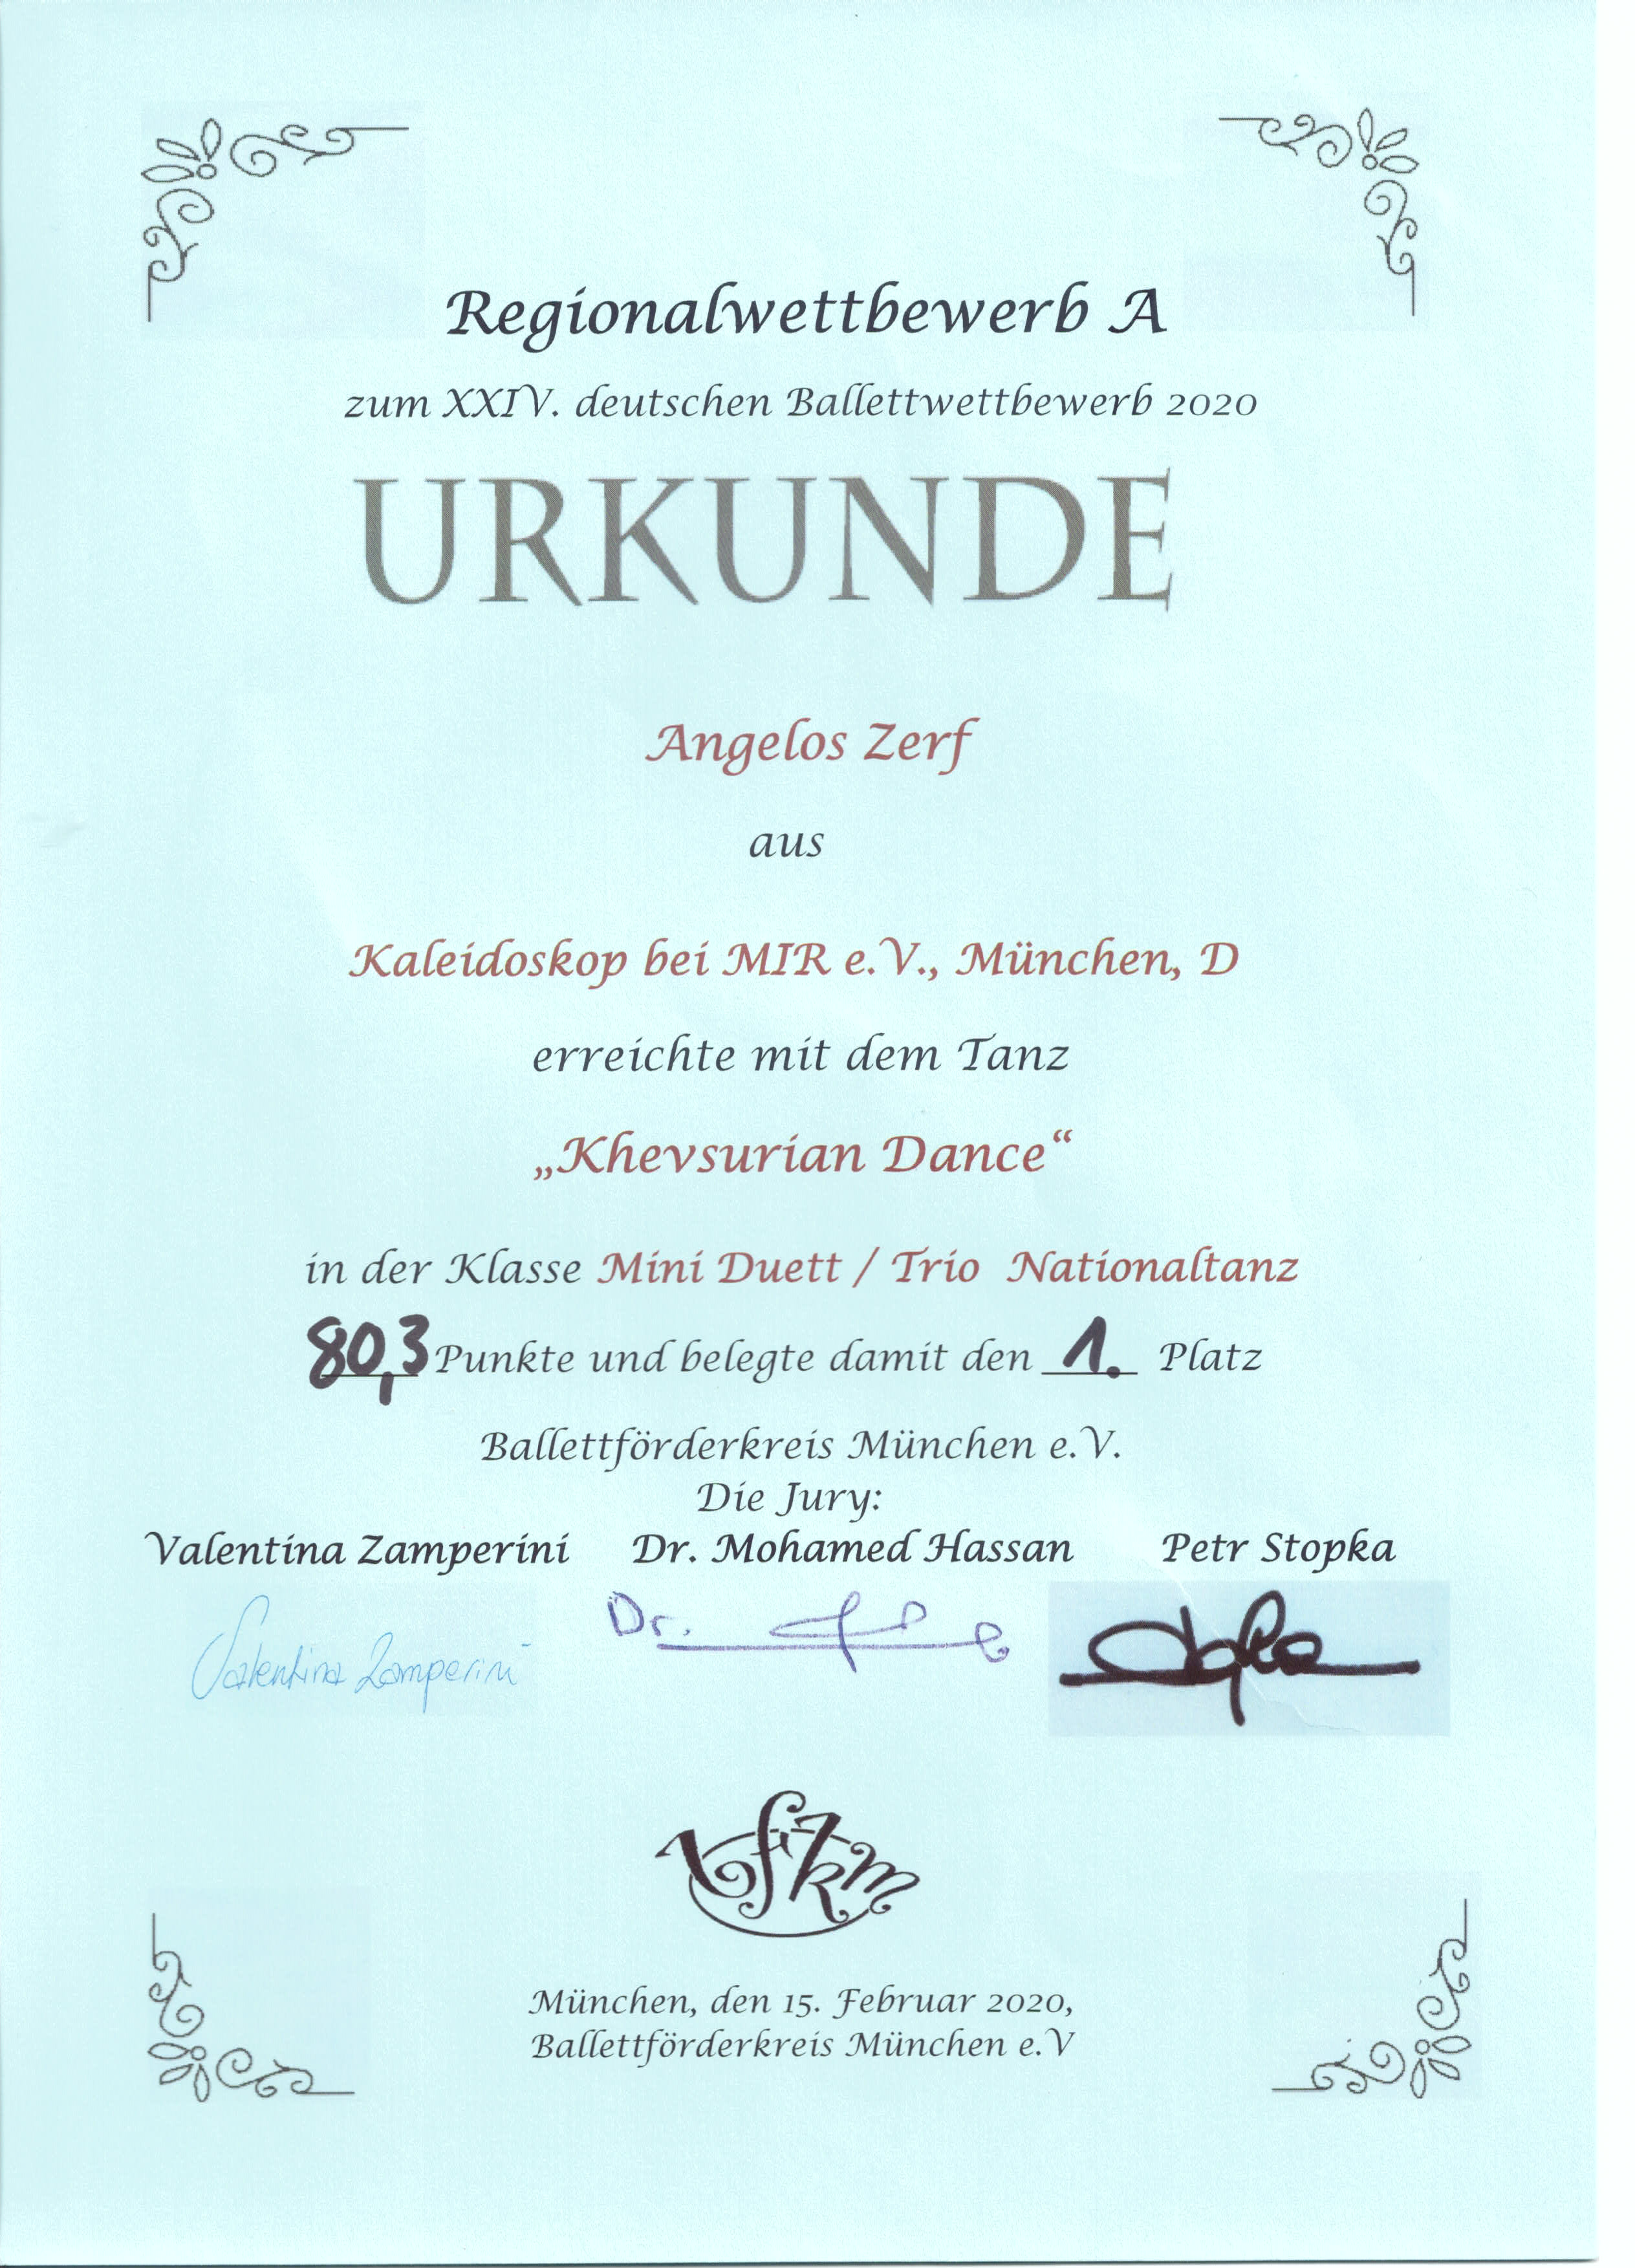 Regionalwettbewerb A
zum XXIV. deutschen Ballettwettbewerb 2020
URKUNDE
Angelos Zerf
aus
Kaleidoskop bei MIR e.V., München, D
erreichte mit dem Tanz
„Khevsurian Dance“
in der Klasse Mini Duett / Trio Nationaltanz
80,3 Punkte und belegte damit den 1. Platz
Ballettförderkreis München e.V.
Die Jury:
Valentina Zamperini Dr. Mohamed Hassan Petr Stopka
Valentina Zamperini Dr.
bfkm
München, den 15. Februar 2020,
Ballettförderkreis München e.V